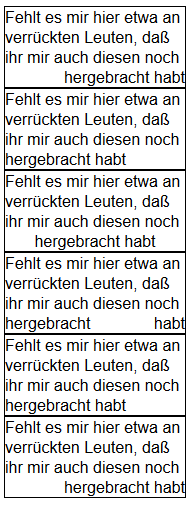 Fehlt es mir hier etwa an
verrückten Leuten, daß
ihr mir auch diesen noch
hergebracht habt
Fehlt es mir hier etwa an
verrückten Leuten, daß
ihr mir auch diesen noch
hergebracht habt
Fehlt es mir hier etwa an
verrückten Leuten, daß
ihr mir auch diesen noch
hergebracht habt
Fehlt es mir hier etwa an
verrückten Leuten, daß
ihr mir auch diesen noch
hergebracht habt
Fehlt es mir hier etwa an
verrückten Leuten, daß
ihr mir auch diesen noch
hergebracht habt
Fehlt es mir hier etwa an
verrückten Leuten, daß
ihr mir auch diesen noch
hergebracht habt